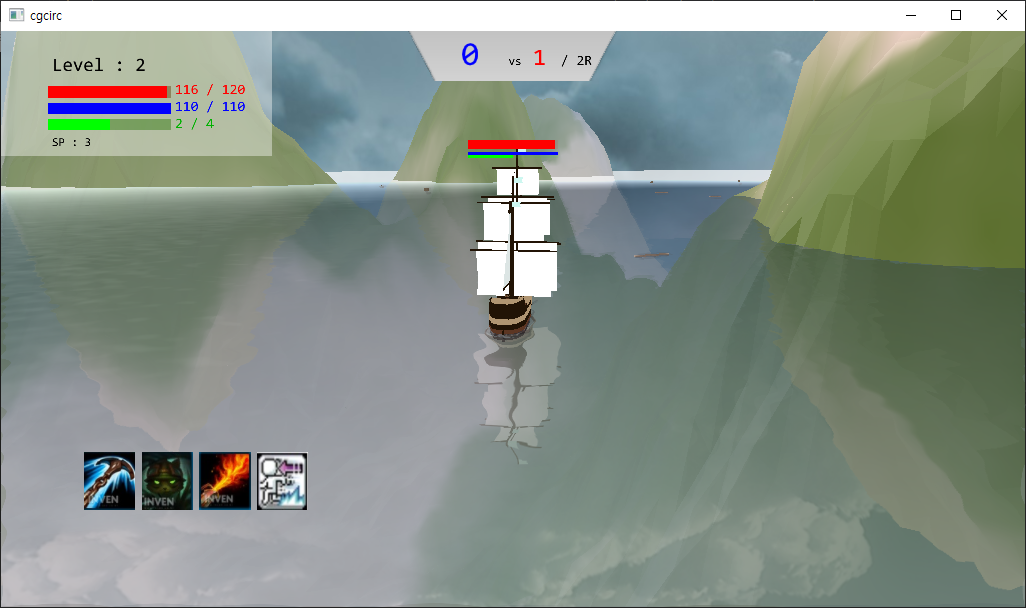 cgcirc
Level : 2
0 vs 1 / 2R
116 / 120
110 / 110
2 / 4
SP : 3
INVEN INVEN INVEN